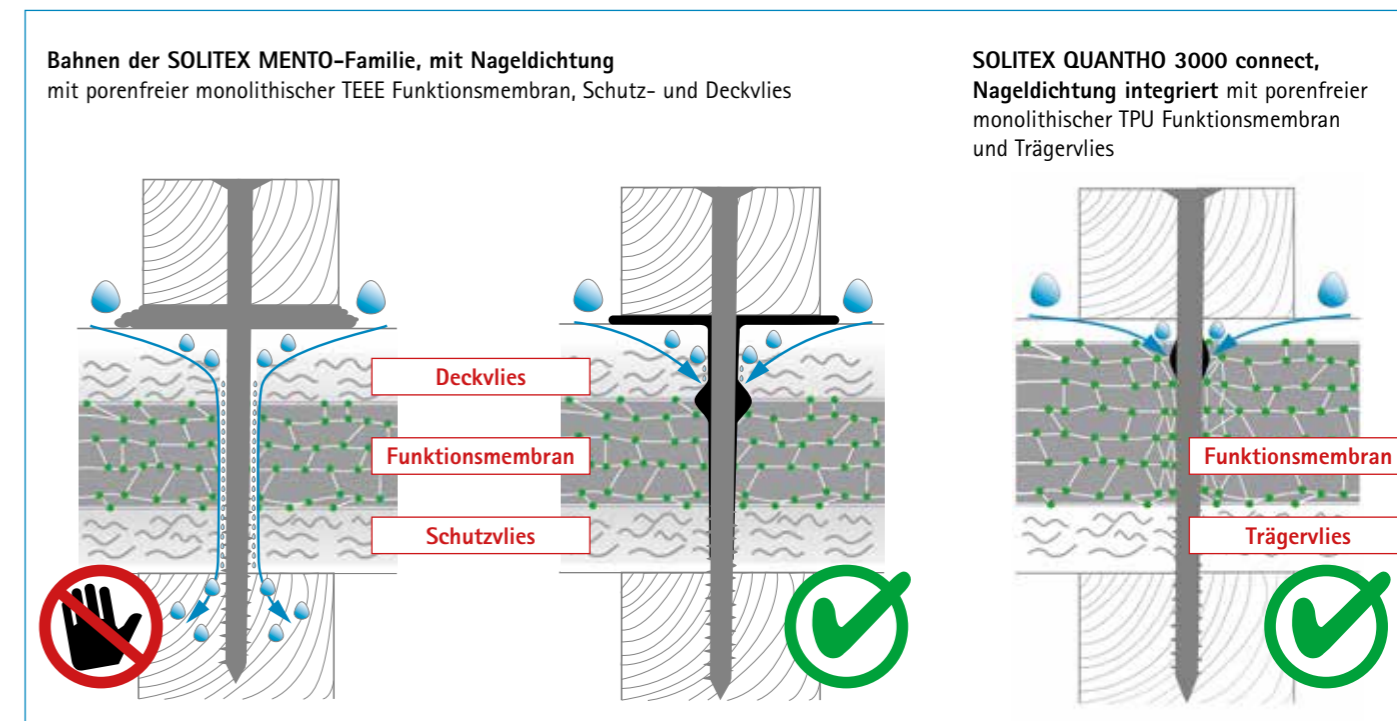 Bahnen der SOLITEX MENTO-Familie, mit Nageldichtung
mit porenfreier monolithischer TEEE Funktionsmembran, Schutz- und Deckvlies
SOLITEX QUANTHO 3000 connect,
Nageldichtung integriert mit porenfreier
monolithischer TPU Funktionsmembran
und Trägervlies
Deckvlies
Funktionsmembran
Schutzvlies
Funktionsmembran
Trägervlies